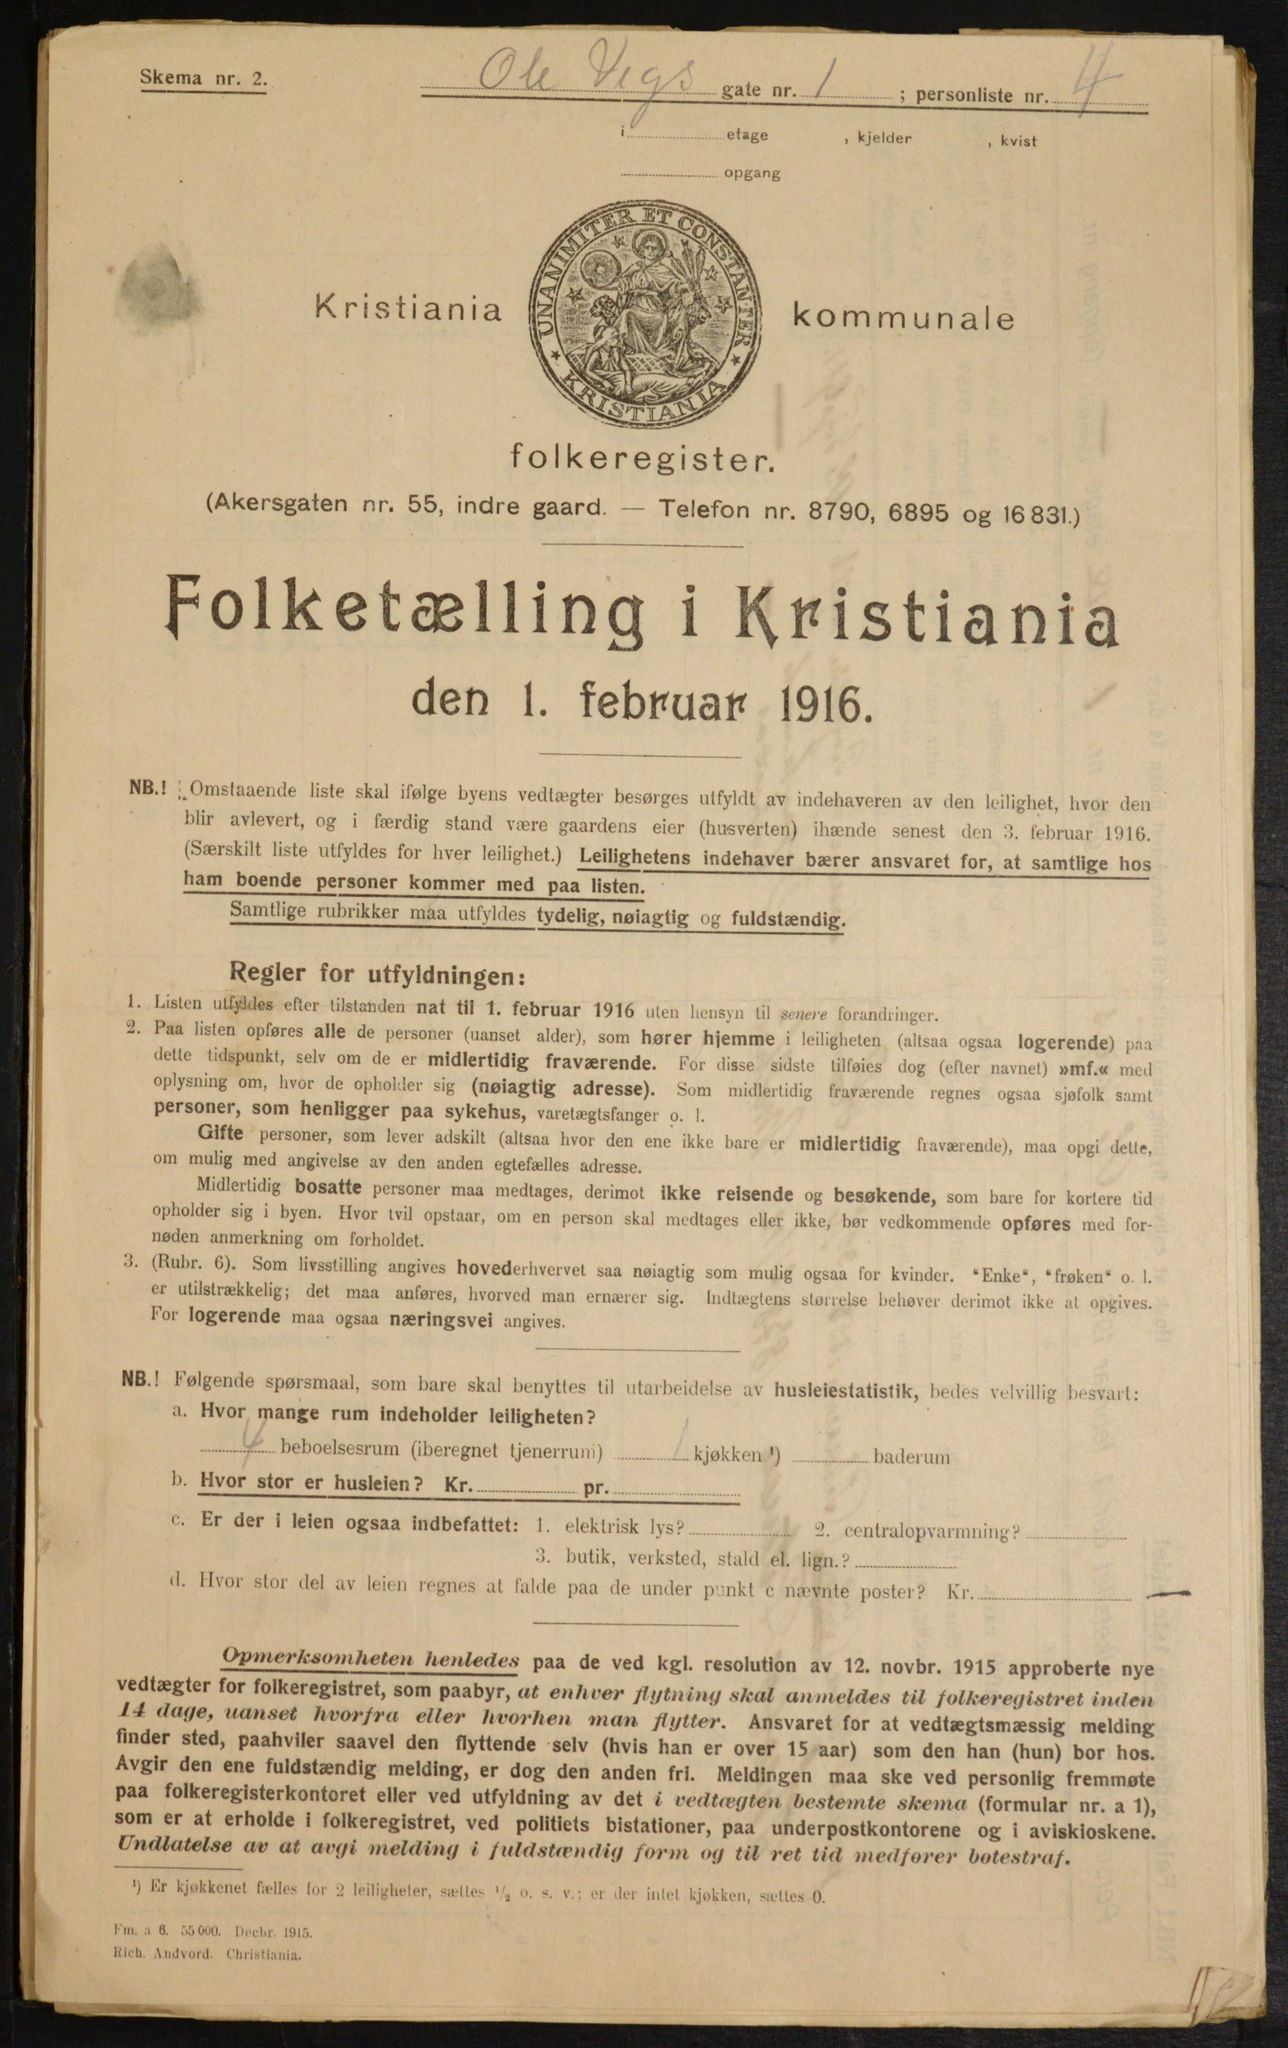 Skema nr. 2.
Ole Vigs gate nr. 1 ; personliste nr. 4
i etage , kjelder , kvist
opgang
UNANIMITER ET CONSTANTER
★ KRISTIANIA ★
Kristiania kommunale
folkeregister.
(Akersgaten nr. 55, indre gaard. — Telefon nr. 8790, 6895 og 16831.)
Folketælling i Kristiania
den 1. februar 1916.
NB.! Omstaaende liste skal ifølge byens vedtægter besørges utfyldt av indehaveren av den leilighet, hvor den
blir avlevert, og i færdig stand være gaardens eier (husverten) ihænde senest den 3. februar 1916.
(Særskilt liste utfyldes for hver leilighet.) Leilighetens indehaver bærer ansvaret for, at samtlige hos
ham boende personer kommer med paa listen.
Samtlige rubrikker maa utfyldes tydelig, nøiagtig og fuldstændig.
Regler for utfyldningen:
1. Listen utfyldes efter tilstanden nat til 1. februar 1916 uten hensyn til senere forandringer.
2. Paa listen opføres alle de personer (uanset alder), som hører hjemme i leiligheten (altsaa ogsaa logerende) paa
dette tidspunkt, selv om de er midlertidig fraværende. For disse sidste tilføies dog (efter navnet) »mf.« med
oplysning om, hvor de opholder sig (nøiagtig adresse). Som midlertidig fraværende regnes ogsaa sjøfolk samt
personer, som henligger paa sykehus, varetægtsfanger o. l.
Gifte personer, som lever adskilt (altsaa hvor den ene ikke bare er midlertidig fraværende), maa opgi dette,
om mulig med angivelse av den anden egtefælles adresse.
Midlertidig bosatte personer maa medtages, derimot ikke reisende og besøkende, som bare for kortere tid
opholder sig i byen. Hvor tvil opstaar, om en person skal medtages eller ikke, bør vedkommende opføres med for-
nøden anmerkning om forholdet.
3. (Rubr. 6). Som livsstilling angives hovederhvervet saa nøiagtig som mulig ogsaa for kvinder. "Enke", "frøken" o. l.
er utilstrækkelig; det maa anføres, hvorved man ernærer sig. Indtægtens størrelse behøver derimot ikke at opgives.
For logerende maa ogsaa næringsvei angives.
NB.! Følgende spørsmaal, som bare skal benyttes til utarbeidelse av husleiestatistik, bedes velvillig besvart:
a. Hvor mange rum indeholder leiligheten?
4 beboelsesrum (iberegnet tjenerrum) 1 kjøkken ¹) baderum
b. Hvor stor er husleien? Kr. pr.
c. Er der i leien ogsaa indbefattet: 1. elektrisk lys? 2. centralopvarmning?
3. butik, verksted, stald el. lign.?
d. Hvor stor del av leien regnes at falde paa de under punkt c nævnte poster? Kr. —
Opmerksomheten henledes paa de ved kgl. resolution av 12. novbr. 1915 approberte nye
vedtægter for folkeregistret, som paabyr, at enhver flytning skal anmeldes til folkeregistret inden
14 dage, uanset hvorfra eller hvorhen man flytter. Ansvaret for at vedtægtsmæssig melding
finder sted, paahviler saavel den flyttende selv (hvis han er over 15 aar) som den han (hun) bor hos.
Avgir den ene fuldstændig melding, er dog den anden fri. Meldingen maa ske ved personlig fremmøte
paa folkeregisterkontoret eller ved utfyldning av det i vedtægten bestemte skema (formular nr. a 1),
som er at erholde i folkeregistret, ved politiets bistationer, paa underpostkontorene og i aviskioskene.
Undlatelse av at avgi melding i fuldstændig form og til ret tid medfører bøtestraf.
¹) Er kjøkkenet fælles for 2 leiligheter, sættes ½ o. s. v.; er der intet kjøkken, sættes 0.
Fm. a 6. 55000. Decbr. 1915.
Rich. Andvord. Christiania.